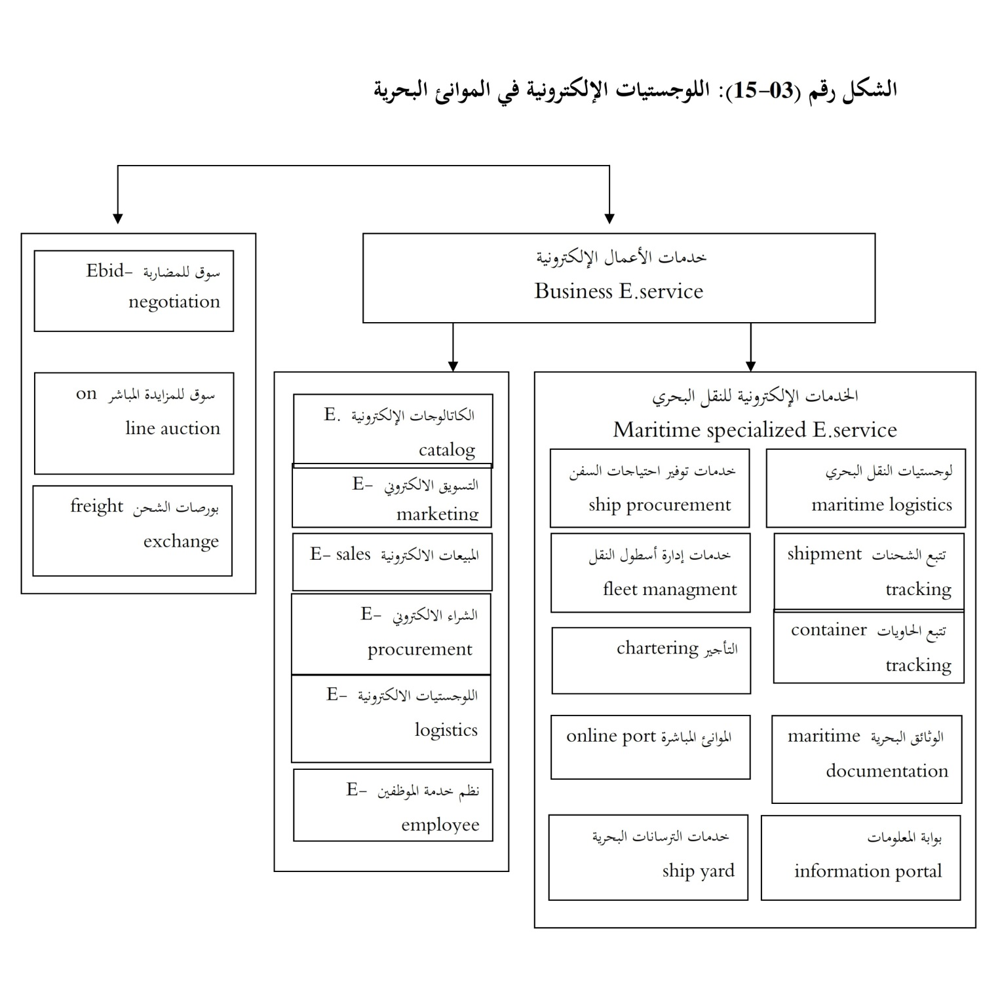 الشكل رقم (03-15): اللوجستيات الإلكترونية في الموانئ البحرية
خدمات الأعمال الإلكترونية
Business E.service
سوق للمضاربة Ebid-
negotiation
سوق للمزايدة المباشر on
line auction
بورصات الشحن freight
exchange
الخدمات الإلكترونية للنقل البحري
Maritime specialized E.service
لوجستيات النقل البحري
maritime logistics
خدمات توفير احتياجات السفن
ship procurement
تتبع الشحنات shipment
tracking
خدمات إدارة أسطول النقل
fleet managment
تتبع الحاويات container
tracking
التأجير chartering
الوثائق البحرية maritime
documentation
الموانئ المباشرة online port
بوابة المعلومات
information portal
خدمات الترسانات البحرية
ship yard
الكاتالوجات الإلكترونية E.
catalog
التسويق الالكتروني E-
marketing
المبيعات الالكترونية E- sales
الشراء الالكتروني E-
procurement
اللوجستيات الالكترونية E-
logistics
نظم خدمة الموظفين E-
employee